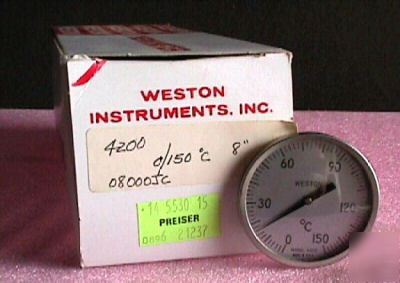 WESTON
INSTRUMENTS, INC.
4200
0/150 °C 8"
08000JC
14 5530 15
PREISER
0096 21237
60
90
WESTON
30
120
°C
0
150